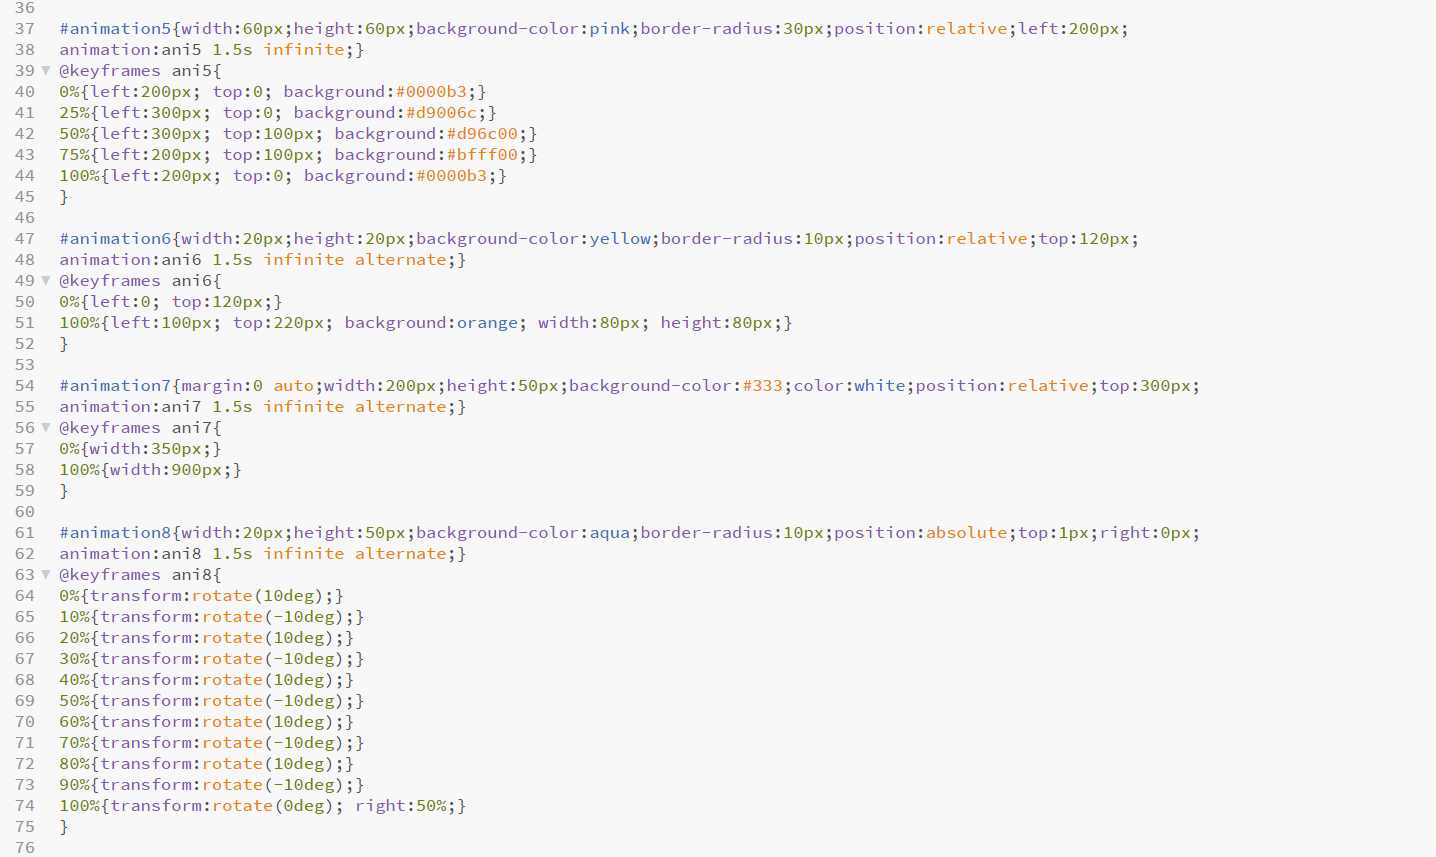 36
37 #animation5{width:60px;height:60px;background-color:pink;border-radius:30px;position:relative;left:200px;
38 animation:ani5 1.5s infinite;}
39 @keyframes ani5{
40 0%{left:200px; top:0; background:#0000b3;}
41 25%{left:300px; top:0; background:#d9006c;}
42 50%{left:300px; top:100px; background:#d96c00;}
43 75%{left:200px; top:100px; background:#bfff00;}
44 100%{left:200px; top:0; background:#0000b3;}
45 }
46
47 #animation6{width:20px;height:20px;background-color:yellow;border-radius:10px;position:relative;top:120px;
48 animation:ani6 1.5s infinite alternate;}
49 @keyframes ani6{
50 0%{left:0; top:120px;}
51 100%{left:100px; top:220px; background:orange; width:80px; height:80px;}
52 }
53
54 #animation7{margin:0 auto;width:200px;height:50px;background-color:#333;color:white;position:relative;top:300px;
55 animation:ani7 1.5s infinite alternate;}
56 @keyframes ani7{
57 0%{width:350px;}
58 100%{width:900px;}
59 }
60
61 #animation8{width:20px;height:50px;background-color:aqua;border-radius:10px;position:absolute;top:1px;right:0px;
62 animation:ani8 1.5s infinite alternate;}
63 @keyframes ani8{
64 0%{transform:rotate(10deg);}
65 10%{transform:rotate(-10deg);}
66 20%{transform:rotate(10deg);}
67 30%{transform:rotate(-10deg);}
68 40%{transform:rotate(10deg);}
69 50%{transform:rotate(-10deg);}
70 60%{transform:rotate(10deg);}
71 70%{transform:rotate(-10deg);}
72 80%{transform:rotate(10deg);}
73 90%{transform:rotate(-10deg);}
74 100%{transform:rotate(0deg); right:50%;}
75 }
76